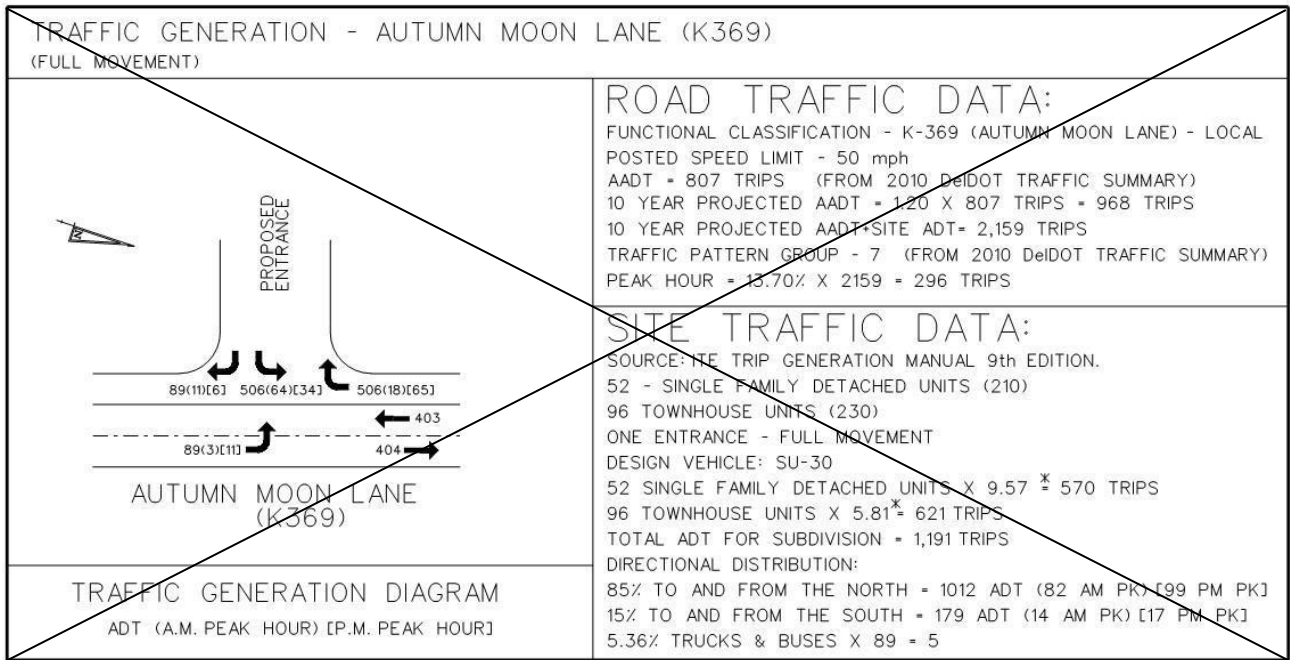 TRAFFIC GENERATION - AUTUMN MOON LANE (K369)
(FULL MOVEMENT)
PROPOSED
ENTRANCE
N
89(11)[6] 506(64)[34] 506(18)[65]
403
89(3)[11] 404
AUTUMN MOON LANE
(K369)
TRAFFIC GENERATION DIAGRAM
ADT (A.M. PEAK HOUR) [P.M. PEAK HOUR]
ROAD TRAFFIC DATA:
FUNCTIONAL CLASSIFICATION - K-369 (AUTUMN MOON LANE) - LOCAL
POSTED SPEED LIMIT - 50 mph
AADT = 807 TRIPS (FROM 2010 DelDOT TRAFFIC SUMMARY)
10 YEAR PROJECTED AADT = 1.20 X 807 TRIPS = 968 TRIPS
10 YEAR PROJECTED AADT+SITE ADT= 2,159 TRIPS
TRAFFIC PATTERN GROUP - 7 (FROM 2010 DelDOT TRAFFIC SUMMARY)
PEAK HOUR = 13.70% X 2159 = 296 TRIPS
SITE TRAFFIC DATA:
SOURCE: ITE TRIP GENERATION MANUAL 9th EDITION.
52 - SINGLE FAMILY DETACHED UNITS (210)
96 TOWNHOUSE UNITS (230)
ONE ENTRANCE - FULL MOVEMENT
DESIGN VEHICLE: SU-30
52 SINGLE FAMILY DETACHED UNITS X 9.57 *= 570 TRIPS
96 TOWNHOUSE UNITS X 5.81*= 621 TRIPS
TOTAL ADT FOR SUBDIVISION = 1,191 TRIPS
DIRECTIONAL DISTRIBUTION:
85% TO AND FROM THE NORTH = 1012 ADT (82 AM PK) [99 PM PK]
15% TO AND FROM THE SOUTH = 179 ADT (14 AM PK) [17 PM PK]
5.36% TRUCKS & BUSES X 89 = 5